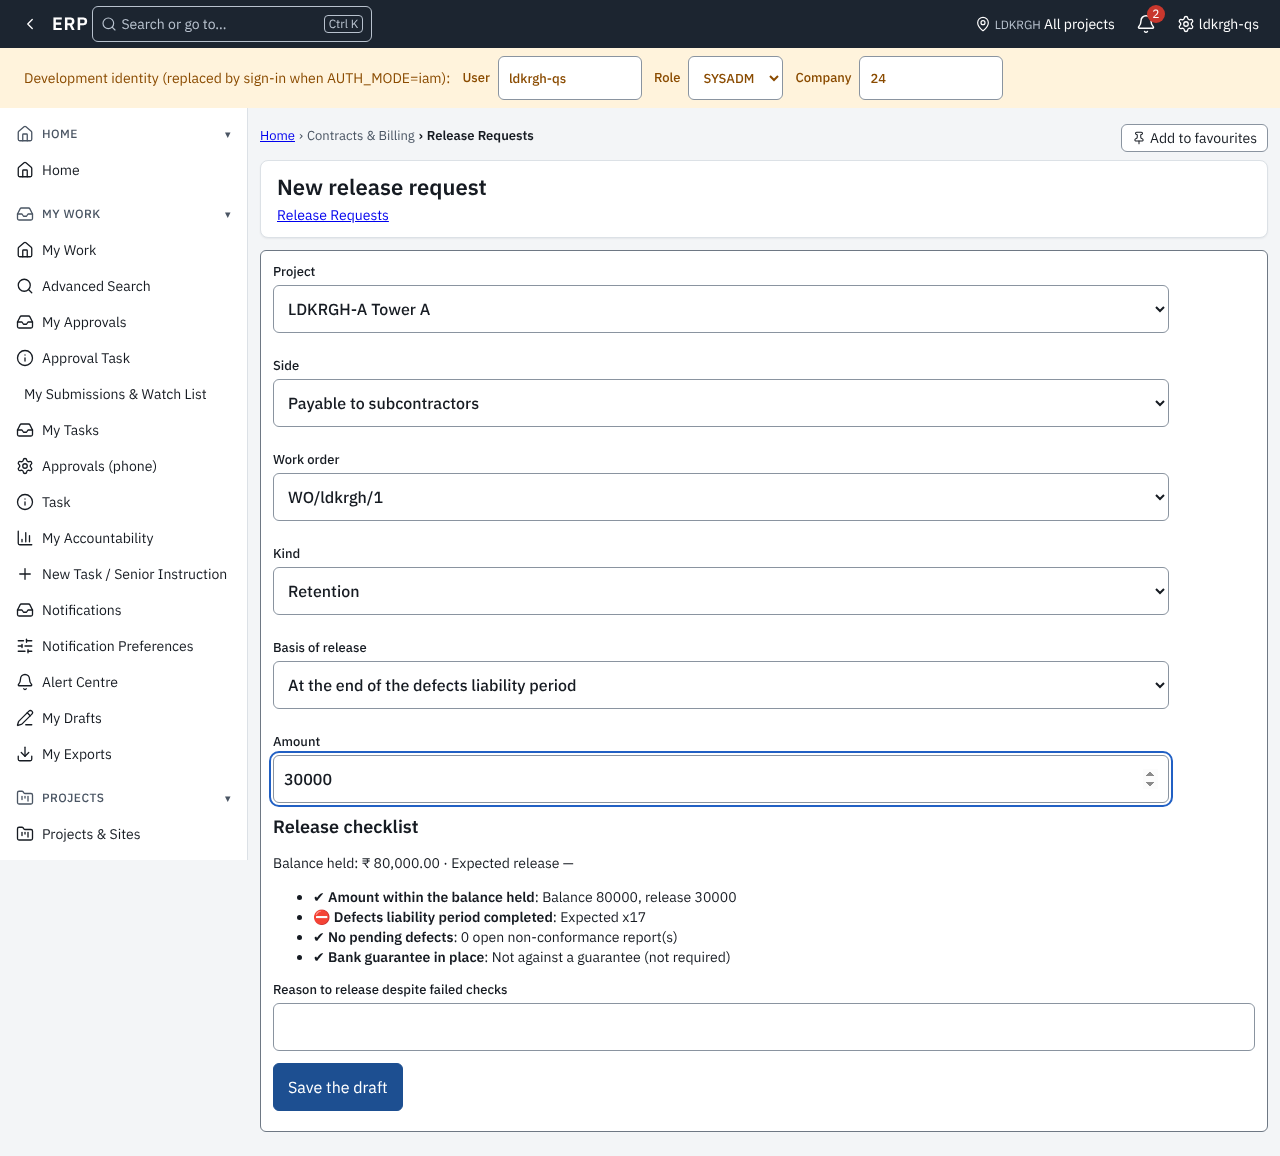 ERP
Search or go to...
Ctrl K
LDKRGH All projects
2
ldkrgh-qs
Development identity (replaced by sign-in when AUTH_MODE=iam):
User
ldkrgh-qs
Role
SYSADM
Company
24
HOME
Home
MY WORK
My Work
Advanced Search
My Approvals
Approval Task
My Submissions & Watch List
My Tasks
Approvals (phone)
Task
My Accountability
New Task / Senior Instruction
Notifications
Notification Preferences
Alert Centre
My Drafts
My Exports
PROJECTS
Projects & Sites
Home › Contracts & Billing › Release Requests
Add to favourites
New release request
Release Requests
Project
LDKRGH-A Tower A
Side
Payable to subcontractors
Work order
WO/ldkrgh/1
Kind
Retention
Basis of release
At the end of the defects liability period
Amount
30000
Release checklist
Balance held: ₹ 80,000.00 · Expected release —
• ✔ Amount within the balance held: Balance 80000, release 30000
• ⛔ Defects liability period completed: Expected x17
• ✔ No pending defects: 0 open non-conformance report(s)
• ✔ Bank guarantee in place: Not against a guarantee (not required)
Reason to release despite failed checks
Save the draft